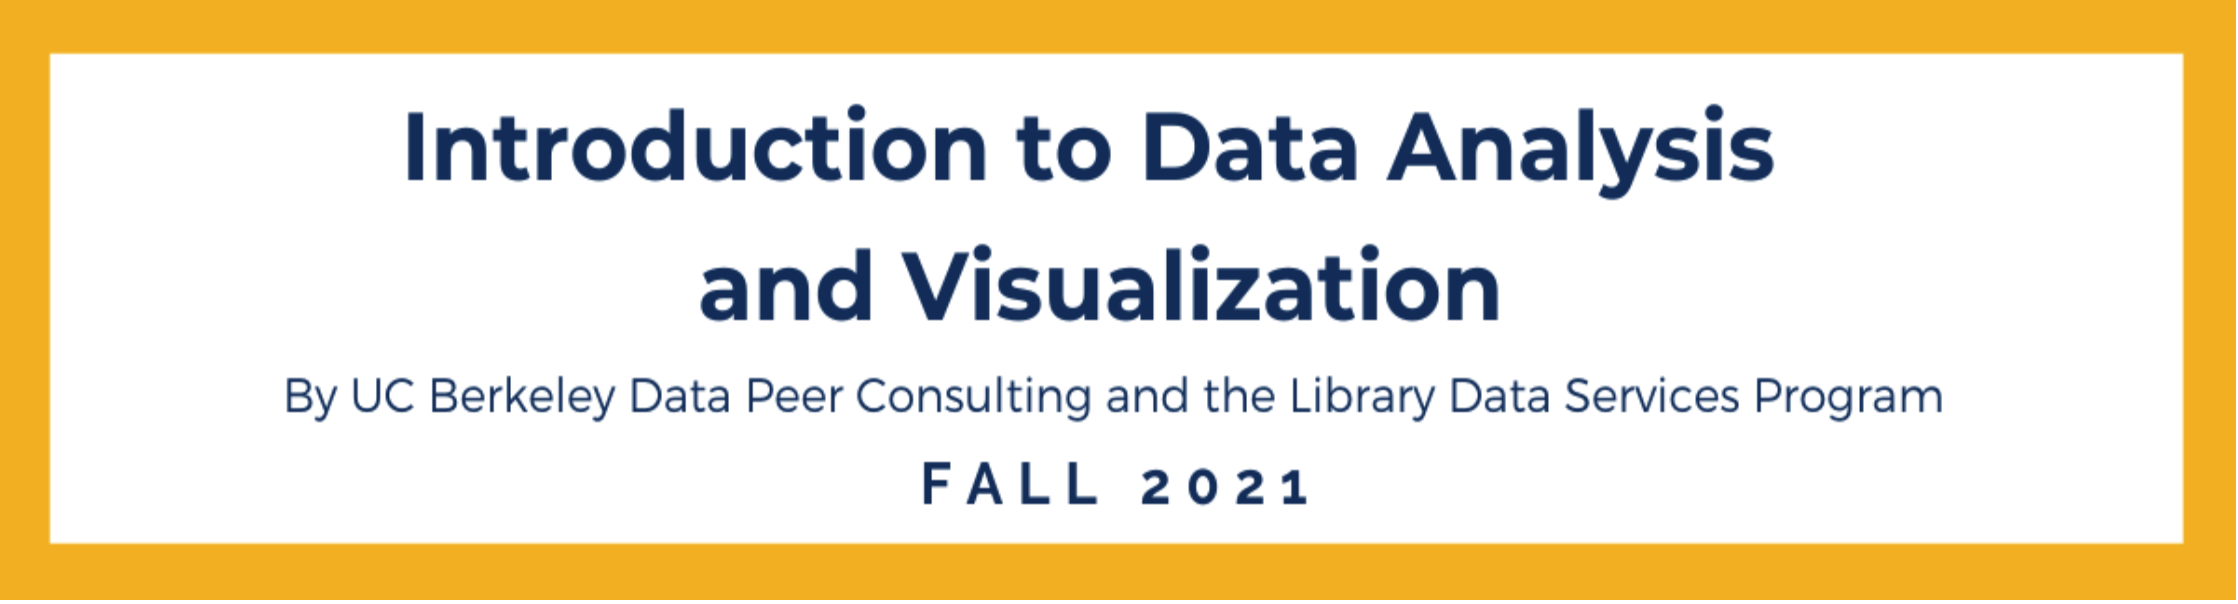 Introduction to Data Analysis
and Visualization
By UC Berkeley Data Peer Consulting and the Library Data Services Program
FALL 2021